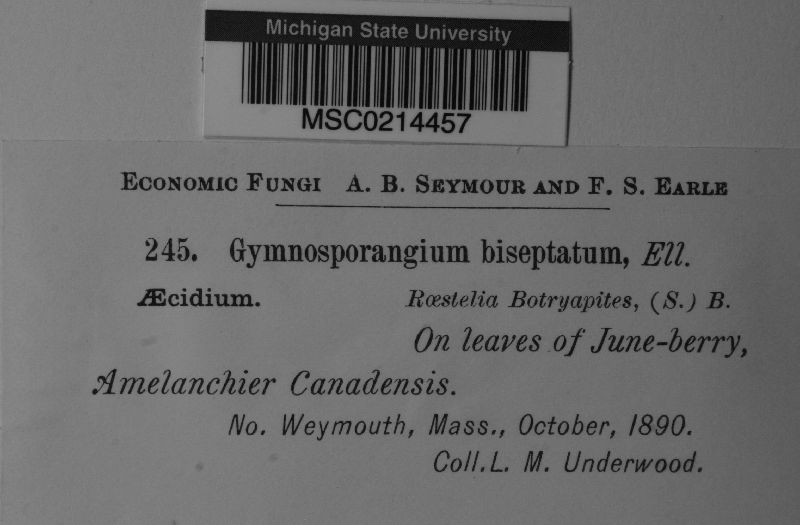 Michigan State University
MSC0214457
Economic Fungi A. B. Seymour and F. S. Earle
245. Gymnosporangium biseptatum, Ell.
Æcidium. Rœstelia Botryapites, (S.) B.
On leaves of June-berry,
Amelanchier Canadensis.
No. Weymouth, Mass., October, 1890.
Coll. L. M. Underwood.